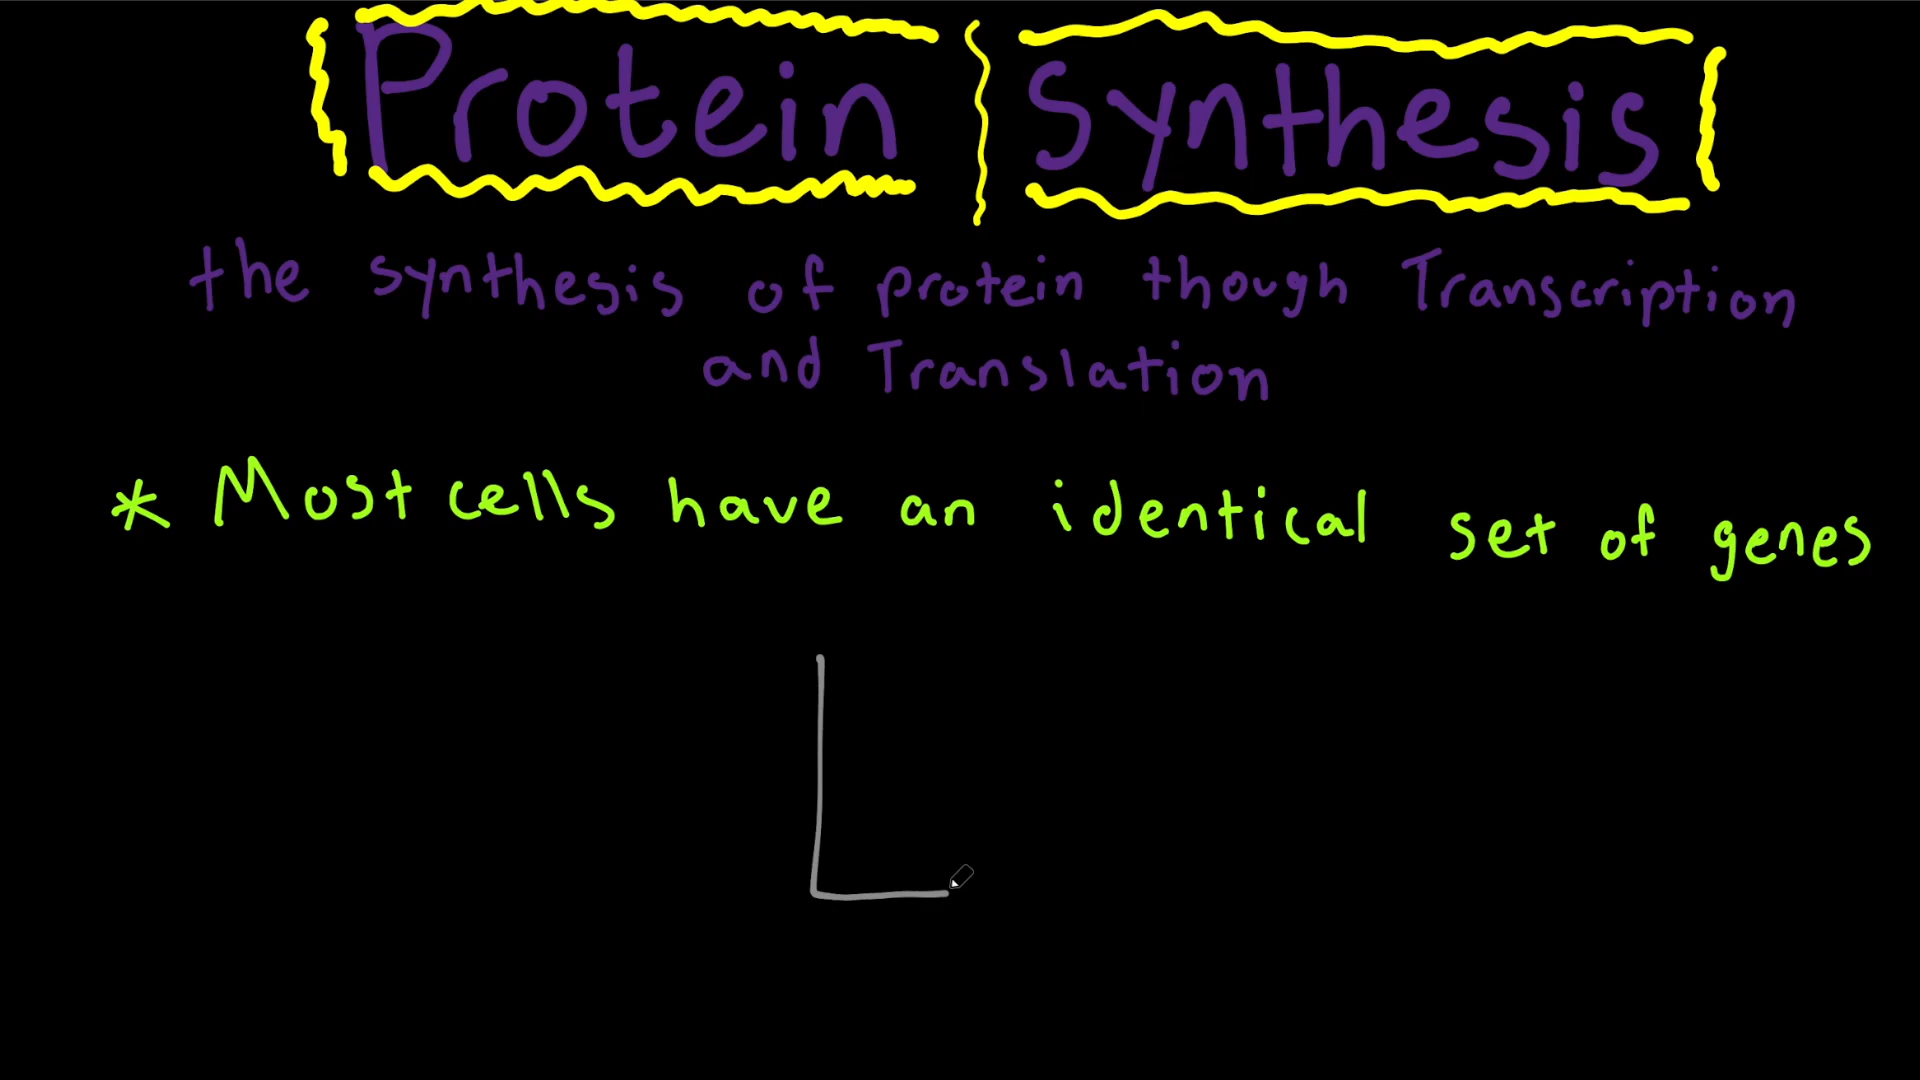 Protein Synthesis
the synthesis of protein though Transcription
and Translation
* Most cells have an identical set of genes